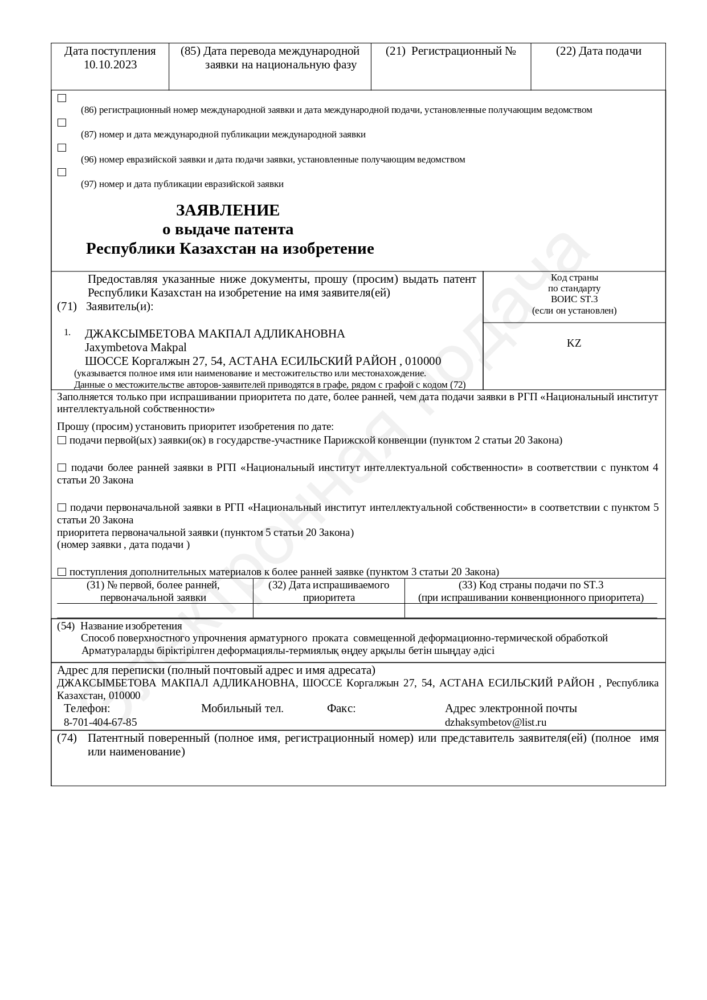 Дата поступления
10.10.2023
(85) Дата перевода международной
заявки на национальную фазу
(21) Регистрационный №
(22) Дата подачи
(86) регистрационный номер международной заявки и дата международной подачи, установленные получающим ведомством
(87) номер и дата международной публикации международной заявки
(96) номер евразийской заявки и дата подачи заявки, установленные получающим ведомством
(97) номер и дата публикации евразийской заявки
ЗАЯВЛЕНИЕ
о выдаче патента
Республики Казахстан на изобретение
Предоставляя указанные ниже документы, прошу (просим) выдать патент
Республики Казахстан на изобретение на имя заявителя(ей)
(71) Заявитель(и):
Код страны
по стандарту
ВОИС ST.3
(если он установлен)
1. ДЖАКСЫМБЕТОВА МАКПАЛ АДЛИКАНОВНА
Jaxymbetova Makpal
ШОССЕ Коргалжын 27, 54, АСТАНА ЕСИЛЬСКИЙ РАЙОН , 010000
(указывается полное имя или наименование и местожительство или местонахождение.
Данные о местожительстве авторов-заявителей приводятся в графе, рядом с графой с кодом (72)
KZ
Заполняется только при испрашивании приоритета по дате, более ранней, чем дата подачи заявки в РГП «Национальный институт
интеллектуальной собственности»
Прошу (просим) установить приоритет изобретения по дате:
подачи первой(ых) заявки(ок) в государстве-участнике Парижской конвенции (пунктом 2 статьи 20 Закона)
подачи более ранней заявки в РГП «Национальный институт интеллектуальной собственности» в соответствии с пунктом 4
статьи 20 Закона
подачи первоначальной заявки в РГП «Национальный институт интеллектуальной собственности» в соответствии с пунктом 5
статьи 20 Закона
приоритета первоначальной заявки (пунктом 5 статьи 20 Закона)
(номер заявки , дата подачи )
поступления дополнительных материалов к более ранней заявке (пунктом 3 статьи 20 Закона)
(31) № первой, более ранней,
первоначальной заявки
(32) Дата испрашиваемого
приоритета
(33) Код страны подачи по ST.3
(при испрашивании конвенционного приоритета)
(54) Название изобретения
Способ поверхностного упрочнения арматурного проката совмещенной деформационно-термической обработкой
Арматураларды біріктірілген деформациялы-термиялық өңдеу арқылы бетін шыңдау әдісі
Адрес для переписки (полный почтовый адрес и имя адресата)
ДЖАКСЫМБЕТОВА МАКПАЛ АДЛИКАНОВНА, ШОССЕ Коргалжын 27, 54, АСТАНА ЕСИЛЬСКИЙ РАЙОН , Республика
Казахстан, 010000
Телефон: Мобильный тел. Факс: Адрес электронной почты
8-701-404-67-85 dzhaksymbetov@list.ru
(74) Патентный поверенный (полное имя, регистрационный номер) или представитель заявителя(ей) (полное имя
или наименование)
Электронная подача